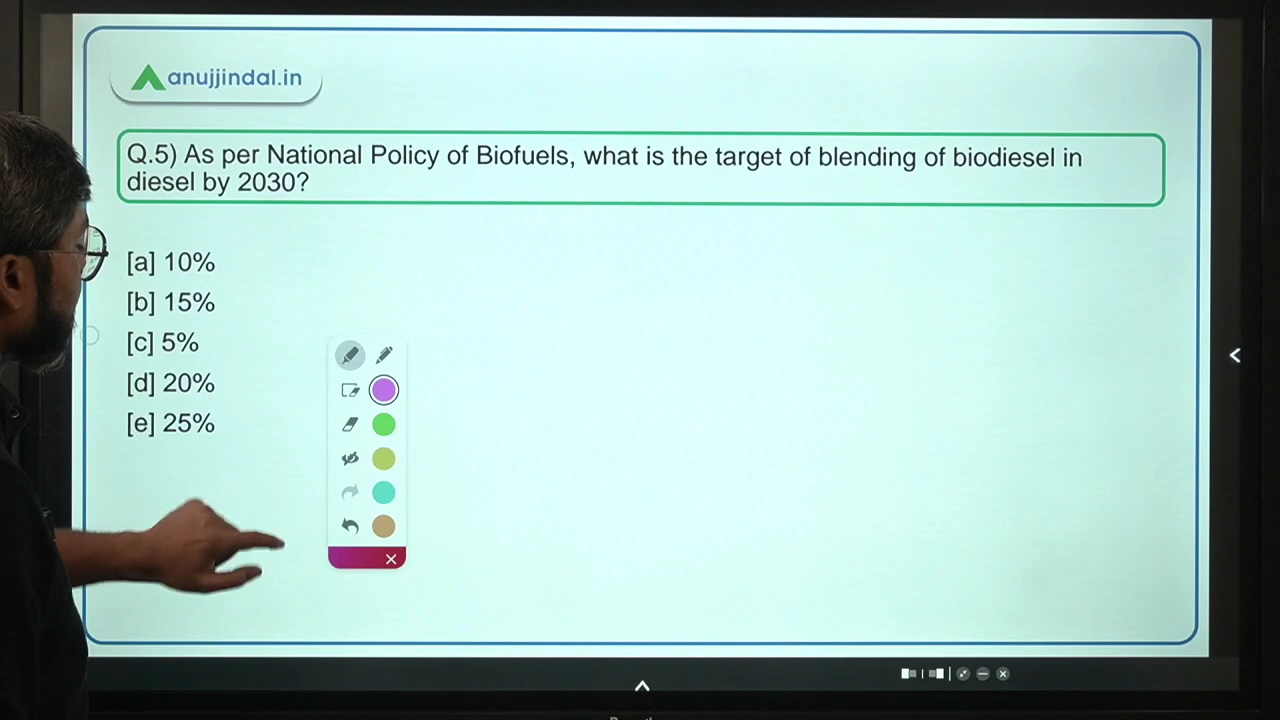 anujjindal.in
Q.5) As per National Policy of Biofuels, what is the target of blending of biodiesel in
diesel by 2030?
[a] 10%
[b] 15%
[c] 5%
[d] 20%
[e] 25%